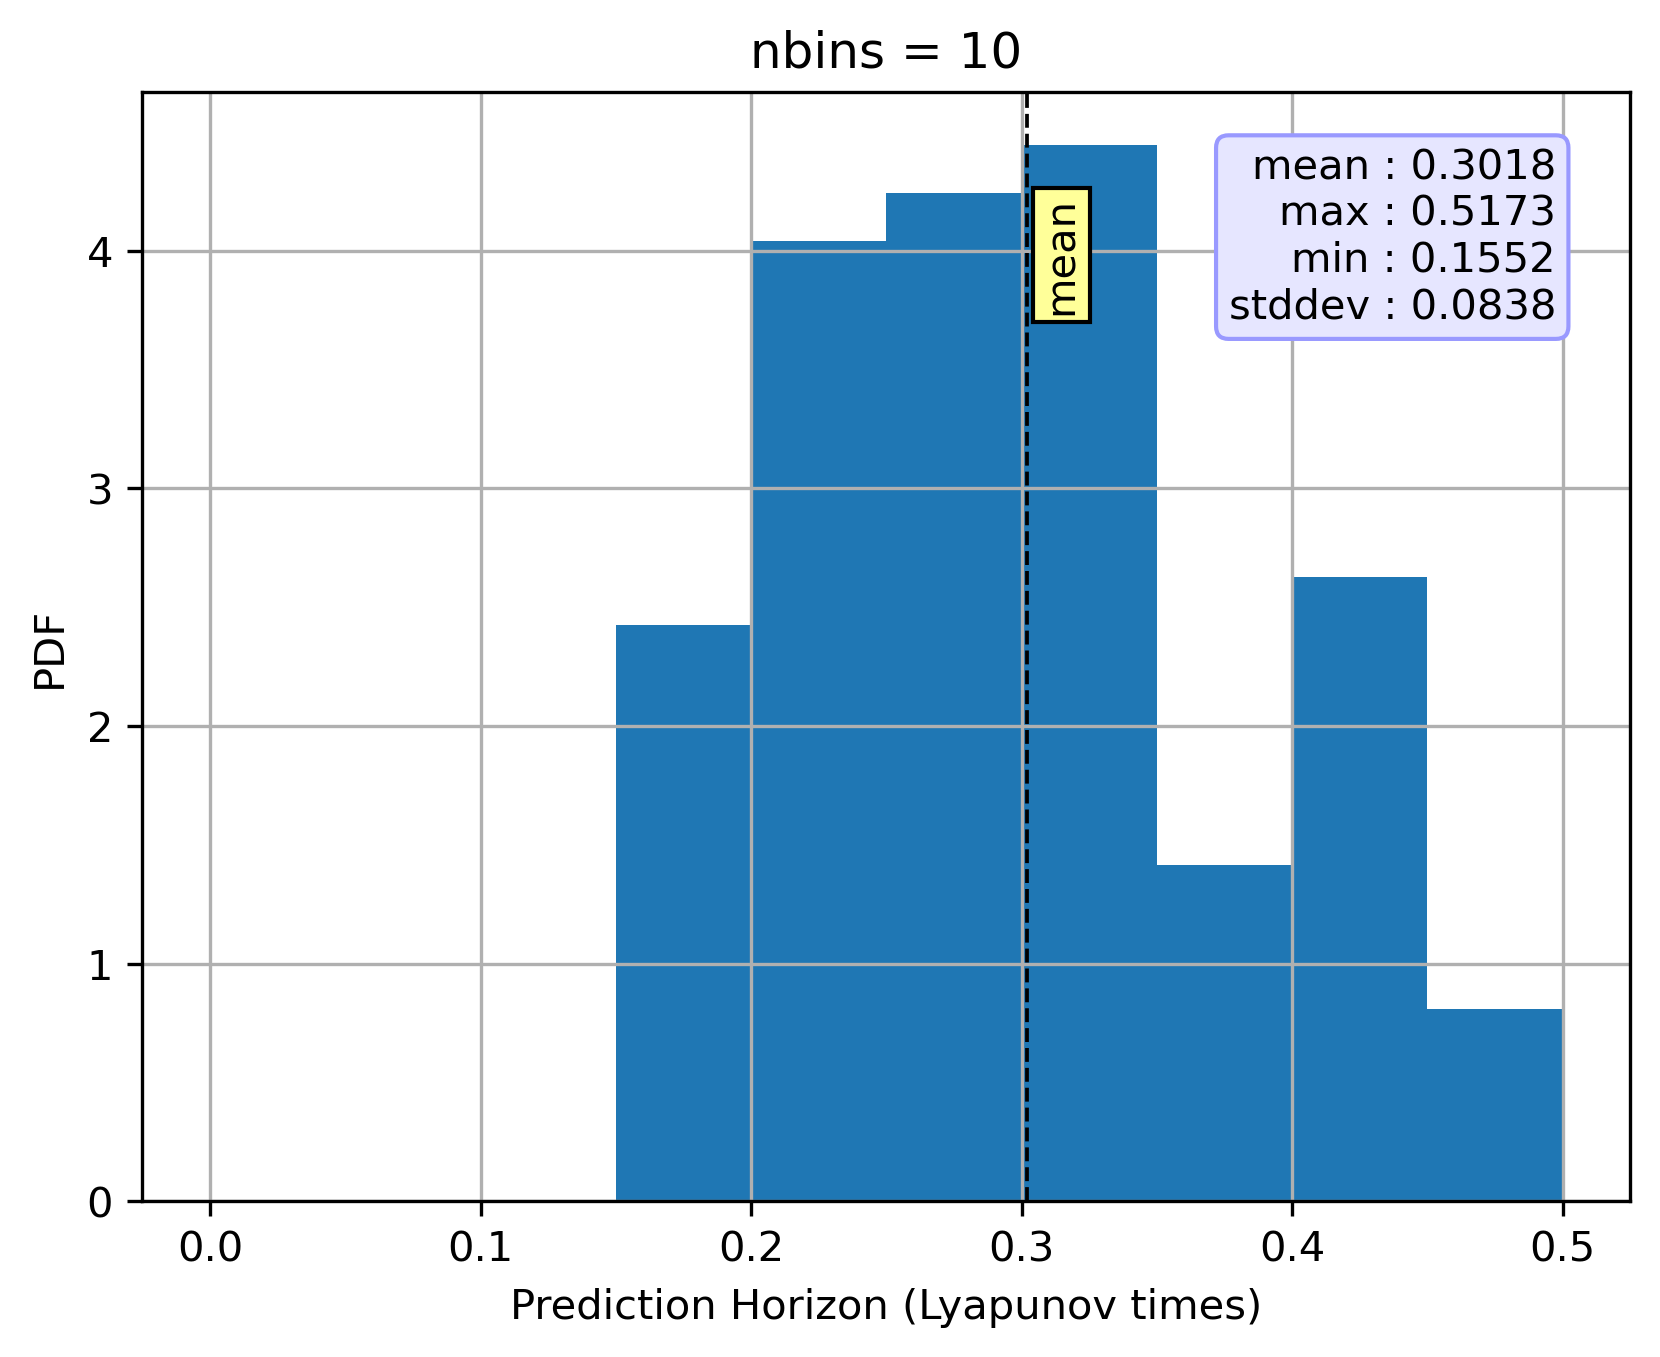 nbins = 10
mean : 0.3018
max : 0.5173
min : 0.1552
stddev : 0.0838
mean
PDF
4
3
2
1
0
0.0 0.1 0.2 0.3 0.4 0.5
Prediction Horizon (Lyapunov times)